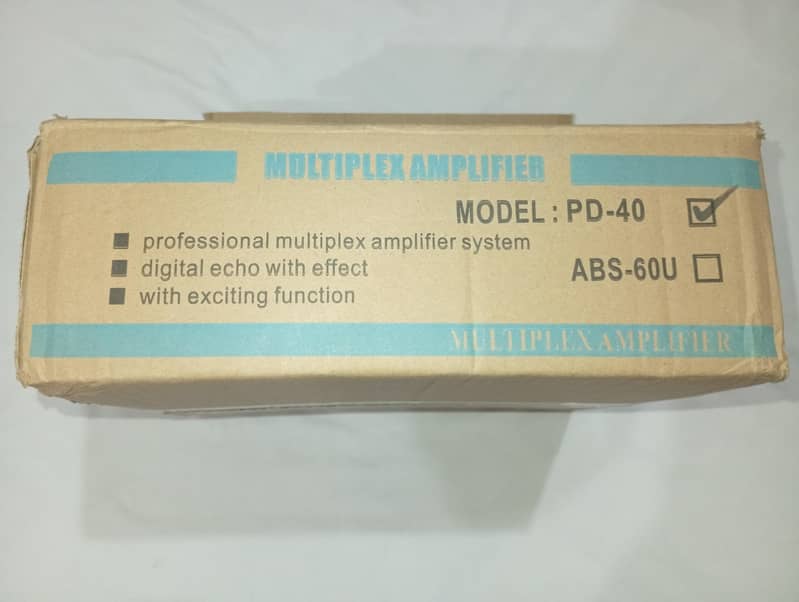 MULTIPLEX AMPLIFIER
MODEL : PD-40
professional multiplex amplifier system
digital echo with effect
ABS-60U
with exciting function
MULTIPLEX AMPLIFIER